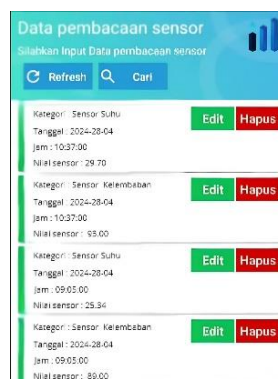 Data pembacaan sensor
Silahkan Input Data pembacaan sensor
Refresh Cari
Kategori : Sensor Suhu
Edit Hapus
Tanggal : 2024-28-04
Jam : 10:37:00
Nilai sensor : 29.70
Kategori : Sensor Kelembaban
Edit Hapus
Tanggal : 2024-28-04
Jam : 10:37:00
Nilai sensor : 95.00
Kategori : Sensor Suhu
Edit Hapus
Tanggal : 2024-28-04
Jam : 09:05:00
Nilai sensor : 25.34
Kategori : Sensor Kelembaban
Edit Hapus
Tanggal : 2024-28-04
Jam : 09:05:00
Nilai sensor : 89.00